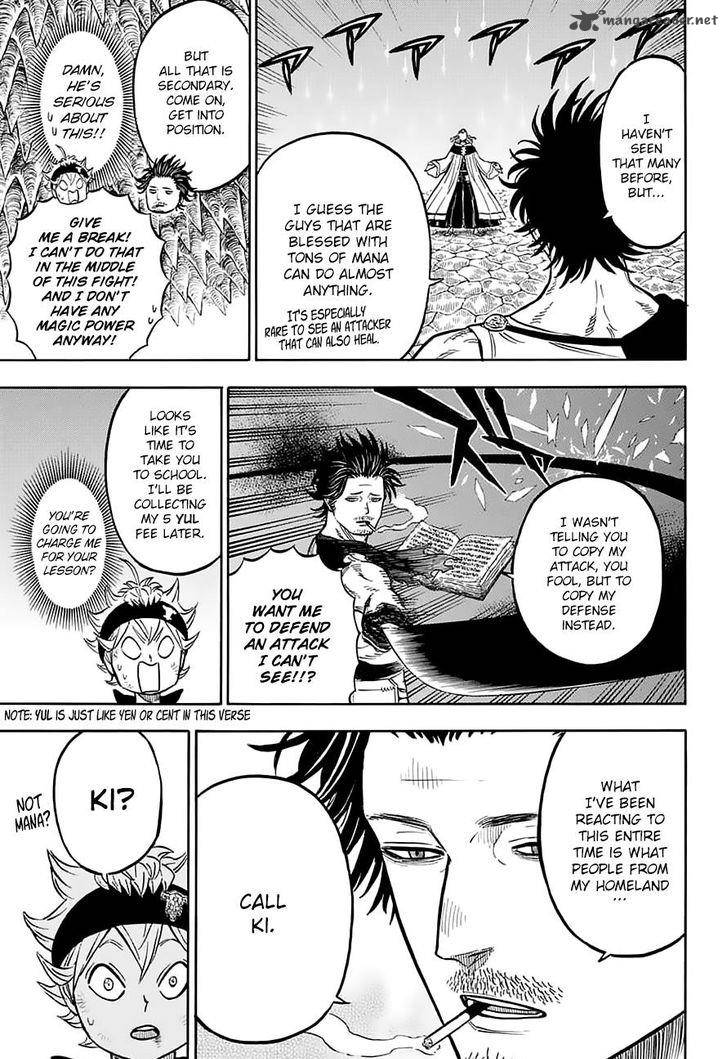 mangareader.net
I
HAVEN'T
SEEN
THAT MANY
BEFORE,
BUT...
I GUESS THE
GUYS THAT ARE
BLESSED WITH
TONS OF MANA
CAN DO ALMOST
ANYTHING.
IT'S ESPECIALLY
RARE TO SEE AN ATTACKER
THAT CAN ALSO HEAL.
BUT
ALL THAT IS
SECONDARY.
COME ON,
GET INTO
POSITION.
DAMN,
HE'S
SERIOUS
ABOUT
THIS!!
GIVE
ME A BREAK!
I CAN'T DO THAT
IN THE MIDDLE
OF THIS FIGHT!
AND I DON'T
HAVE ANY
MAGIC POWER
ANYWAY!
I WASN'T
TELLING YOU
TO COPY MY
ATTACK,
YOU FOOL,
BUT TO
COPY MY
DEFENSE
INSTEAD.
YOU
WANT ME
TO DEFEND
AN ATTACK
I CAN'T
SEE!!?
LOOKS
LIKE IT'S
TIME TO
TAKE YOU
TO SCHOOL.
I'LL BE
COLLECTING
MY 5 YUL
FEE LATER.
YOU'RE
GOING TO
CHARGE ME
FOR YOUR
LESSON?
NOTE: YUL IS JUST LIKE YEN OR CENT IN THIS VERSE
WHAT
I'VE BEEN
REACTING TO
THIS ENTIRE
TIME IS WHAT
PEOPLE FROM
MY HOMELAND
...
CALL
KI.
KI?
NOT
MANA?